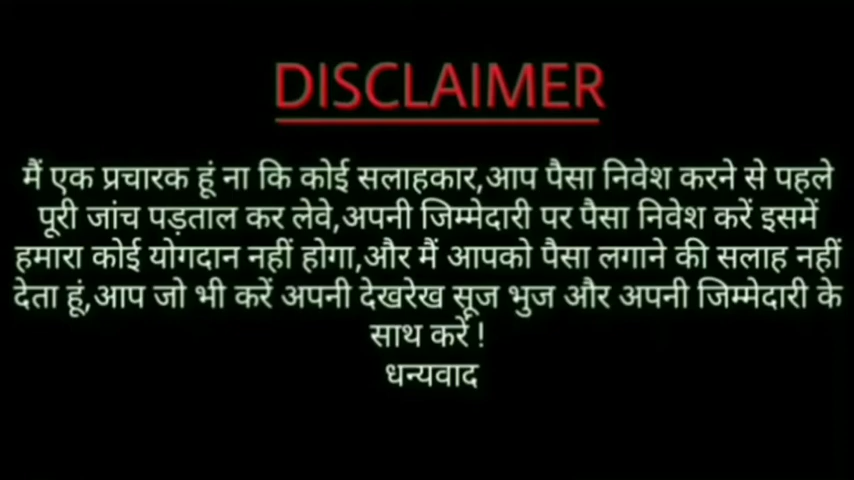 DISCLAIMER
मैं एक प्रचारक हूं ना कि कोई सलाहकार,आप पैसा निवेश करने से पहले
पूरी जांच पड़ताल कर लेवे,अपनी जिम्मेदारी पर पैसा निवेश करें इसमें
हमारा कोई योगदान नहीं होगा,और मैं आपको पैसा लगाने की सलाह नहीं
देता हूं,आप जो भी करें अपनी देखरेख सूज भुज और अपनी जिम्मेदारी के
साथ करें !
धन्यवाद